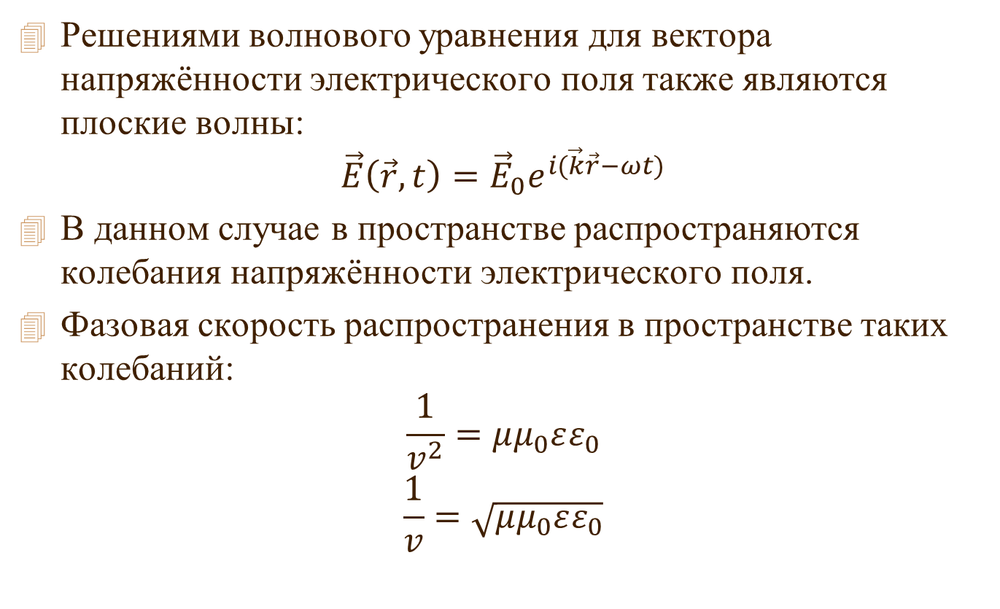 Решениями волнового уравнения для вектора
напряжённости электрического поля также являются
плоские волны:
$\vec{E}(\vec{r}, t) = \vec{E}_0 e^{i(\vec{k}\vec{r} - \omega t)}$
В данном случае в пространстве распространяются
колебания напряжённости электрического поля.
Фазовая скорость распространения в пространстве таких
колебаний:
$\frac{1}{v^2} = \mu\mu_0\varepsilon\varepsilon_0$
$\frac{1}{v} = \sqrt{\mu\mu_0\varepsilon\varepsilon_0}$